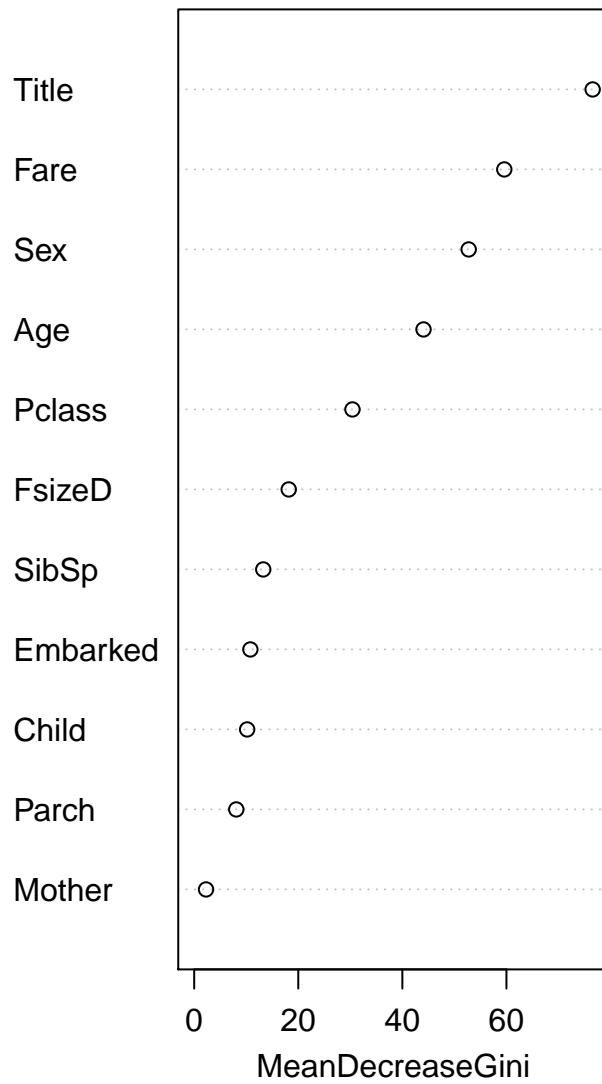 Title
Fare
Sex
Age
Pclass
FsizeD
SibSp
Embarked
Child
Parch
Mother
0 20 40 60
MeanDecreaseGini